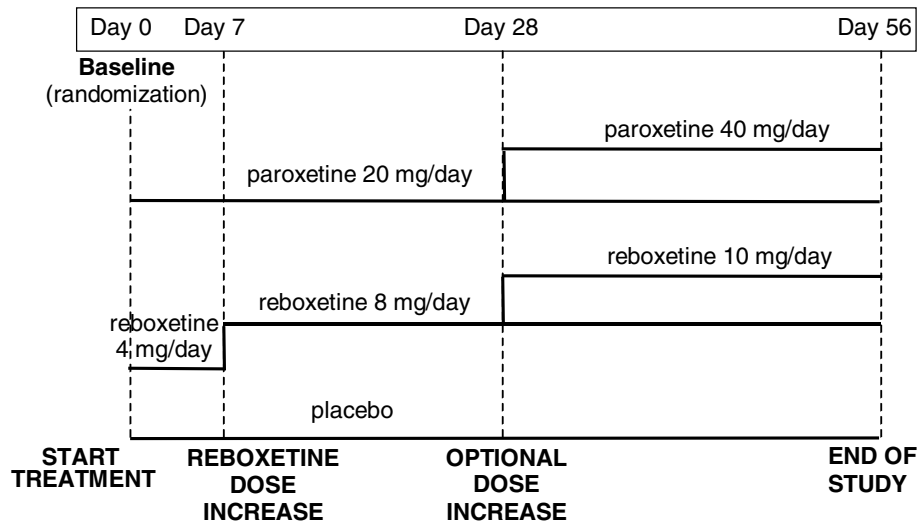 Day 0 Day 7 Day 28 Day 56
Baseline
(randomization)
paroxetine 40 mg/day
paroxetine 20 mg/day
reboxetine 10 mg/day
reboxetine 8 mg/day
reboxetine
4 mg/day
placebo
START
TREATMENT
REBOXETINE
DOSE
INCREASE
OPTIONAL
DOSE
INCREASE
END OF
STUDY